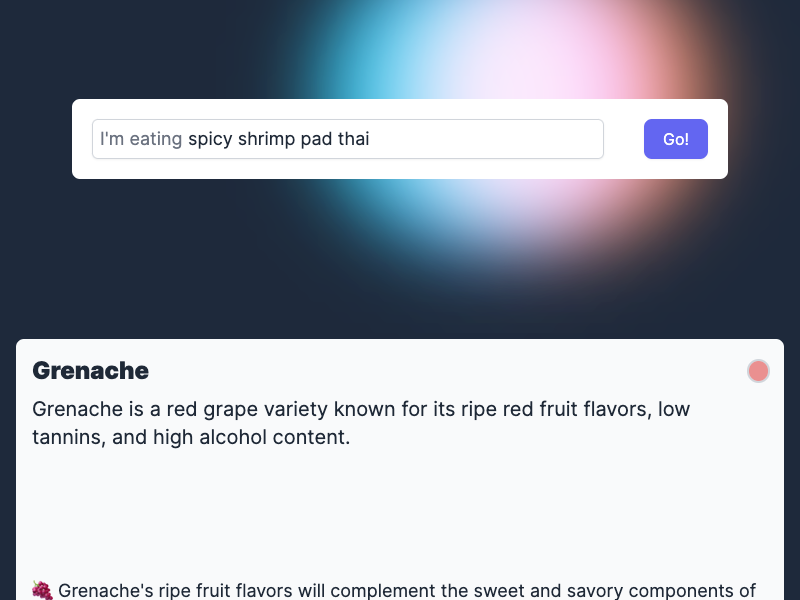 I'm eating spicy shrimp pad thai
Go!
Grenache
Grenache is a red grape variety known for its ripe red fruit flavors, low
tannins, and high alcohol content.
Grenache's ripe fruit flavors will complement the sweet and savory components of